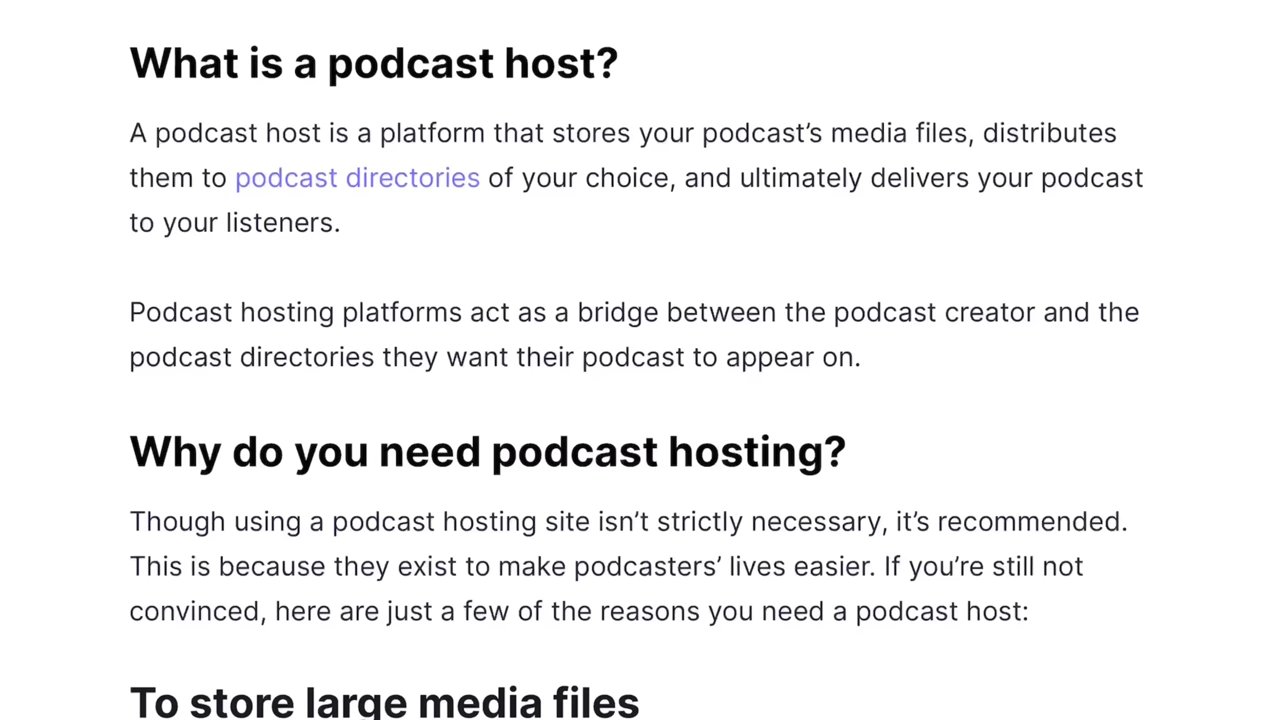 What is a podcast host?
A podcast host is a platform that stores your podcast’s media files, distributes
them to podcast directories of your choice, and ultimately delivers your podcast
to your listeners.
Podcast hosting platforms act as a bridge between the podcast creator and the
podcast directories they want their podcast to appear on.
Why do you need podcast hosting?
Though using a podcast hosting site isn’t strictly necessary, it’s recommended.
This is because they exist to make podcasters’ lives easier. If you’re still not
convinced, here are just a few of the reasons you need a podcast host:
To store large media files